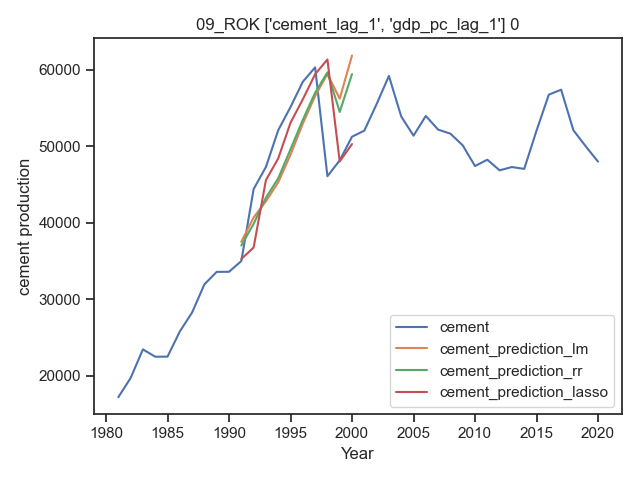 09_ROK ['cement_lag_1', 'gdp_pc_lag_1'] 0
cement production
60000
50000
40000
30000
20000
cement
cement_prediction_lm
cement_prediction_rr
cement_prediction_lasso
1980 1985 1990 1995 2000 2005 2010 2015 2020
Year